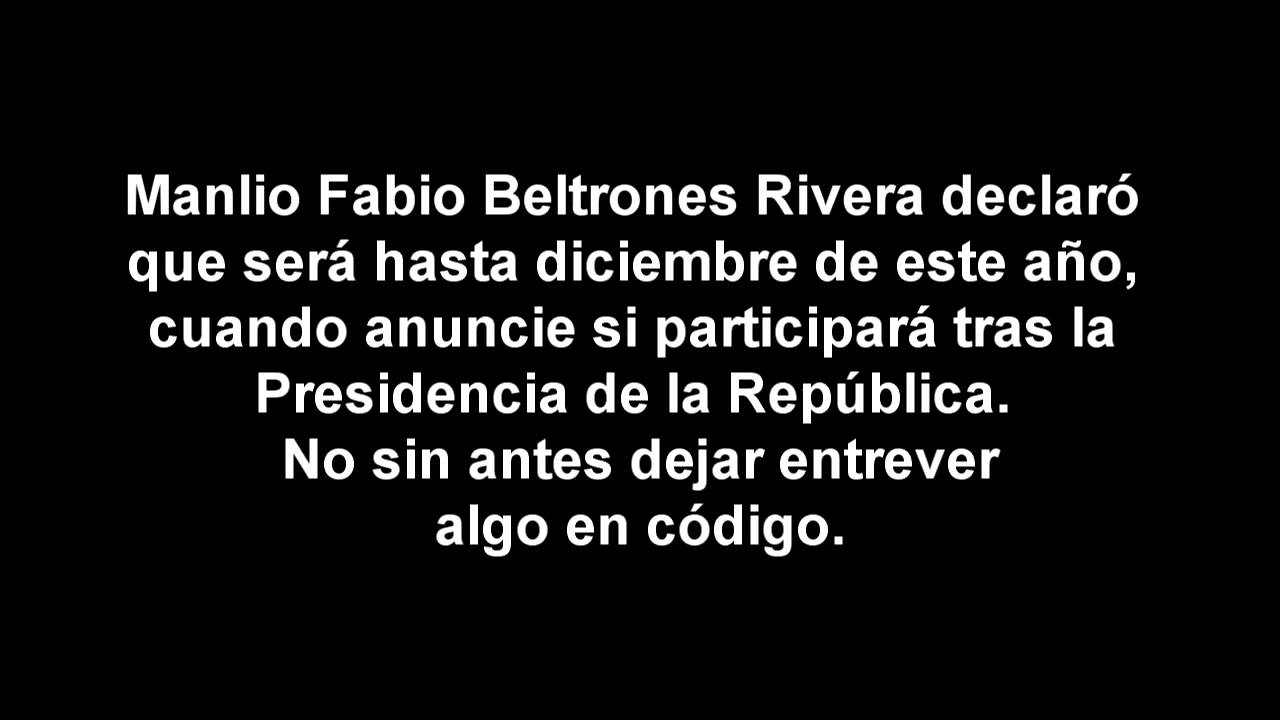 Manlio Fabio Beltrones Rivera declaró
que será hasta diciembre de este año,
cuando anuncie si participará tras la
Presidencia de la República.
No sin antes dejar entrever
algo en código.